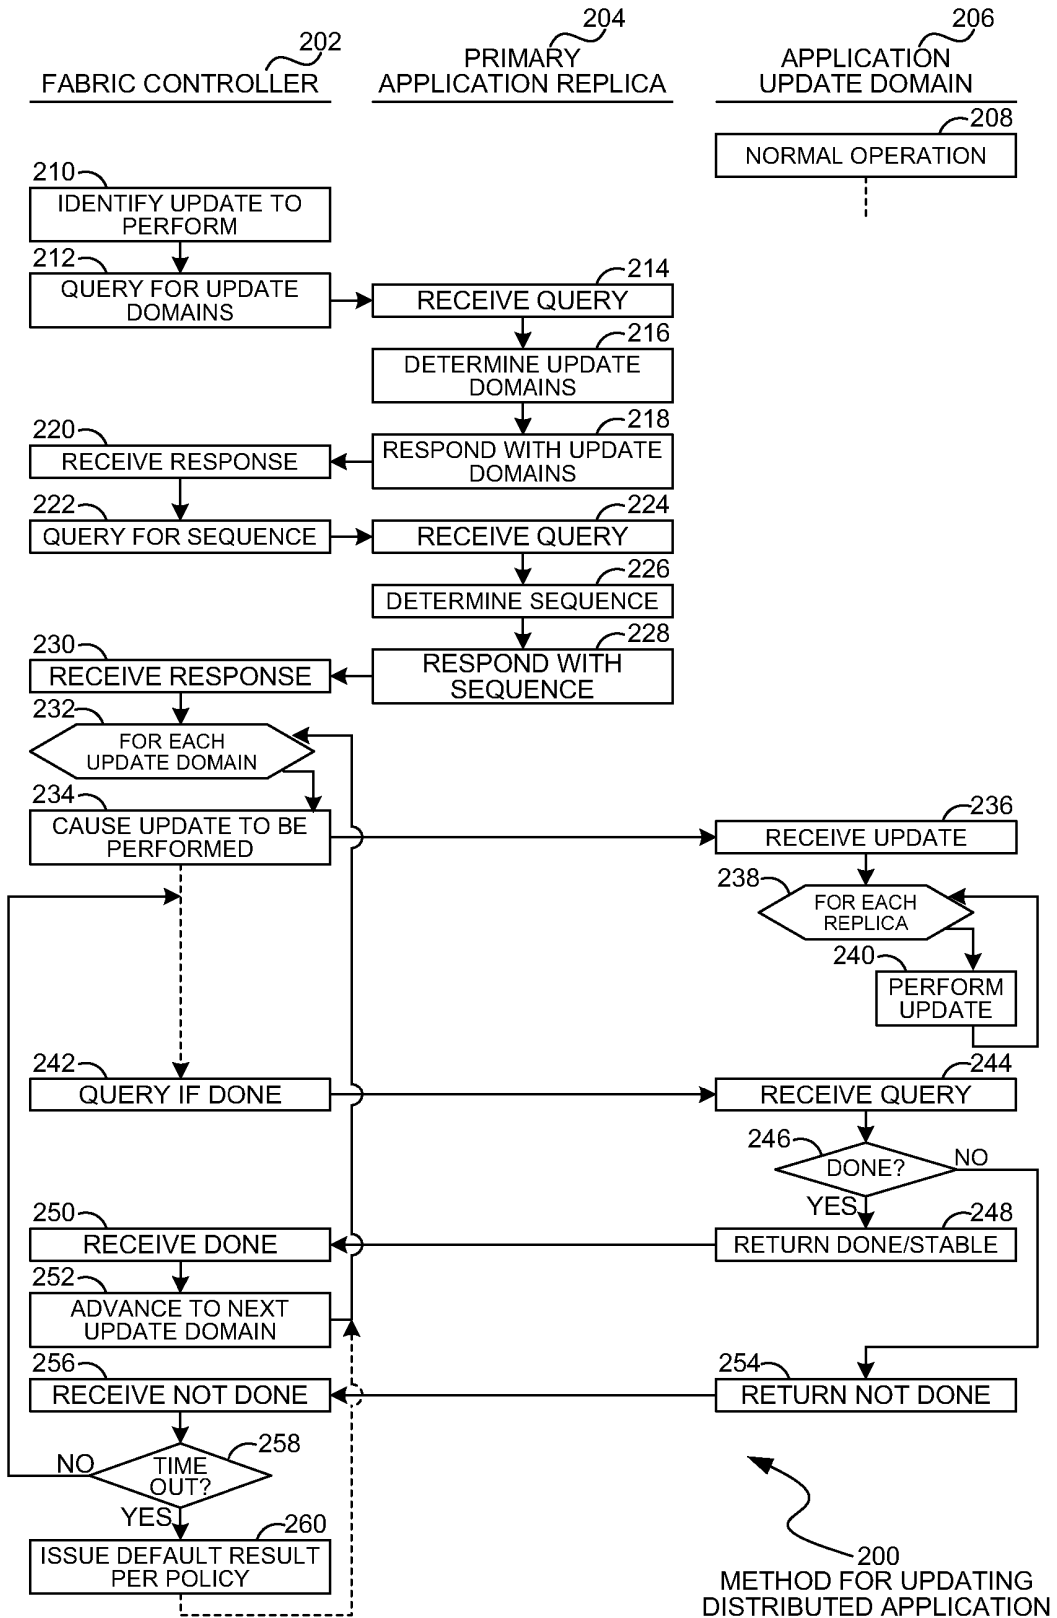 202
FABRIC CONTROLLER
204
PRIMARY
APPLICATION REPLICA
206
APPLICATION
UPDATE DOMAIN
208
NORMAL OPERATION
210
IDENTIFY UPDATE TO
PERFORM
212
QUERY FOR UPDATE
DOMAINS
214
RECEIVE QUERY
216
DETERMINE UPDATE
DOMAINS
218
RESPOND WITH UPDATE
DOMAINS
220
RECEIVE RESPONSE
222
QUERY FOR SEQUENCE
224
RECEIVE QUERY
226
DETERMINE SEQUENCE
228
RESPOND WITH
SEQUENCE
230
RECEIVE RESPONSE
232
FOR EACH
UPDATE DOMAIN
234
CAUSE UPDATE TO BE
PERFORMED
236
RECEIVE UPDATE
238
FOR EACH
REPLICA
240
PERFORM
UPDATE
242
QUERY IF DONE
244
RECEIVE QUERY
246
DONE?
NO
YES
248
RETURN DONE/STABLE
250
RECEIVE DONE
252
ADVANCE TO NEXT
UPDATE DOMAIN
254
RETURN NOT DONE
256
RECEIVE NOT DONE
258
TIME
OUT?
NO
YES
260
ISSUE DEFAULT RESULT
PER POLICY
200
METHOD FOR UPDATING
DISTRIBUTED APPLICATION